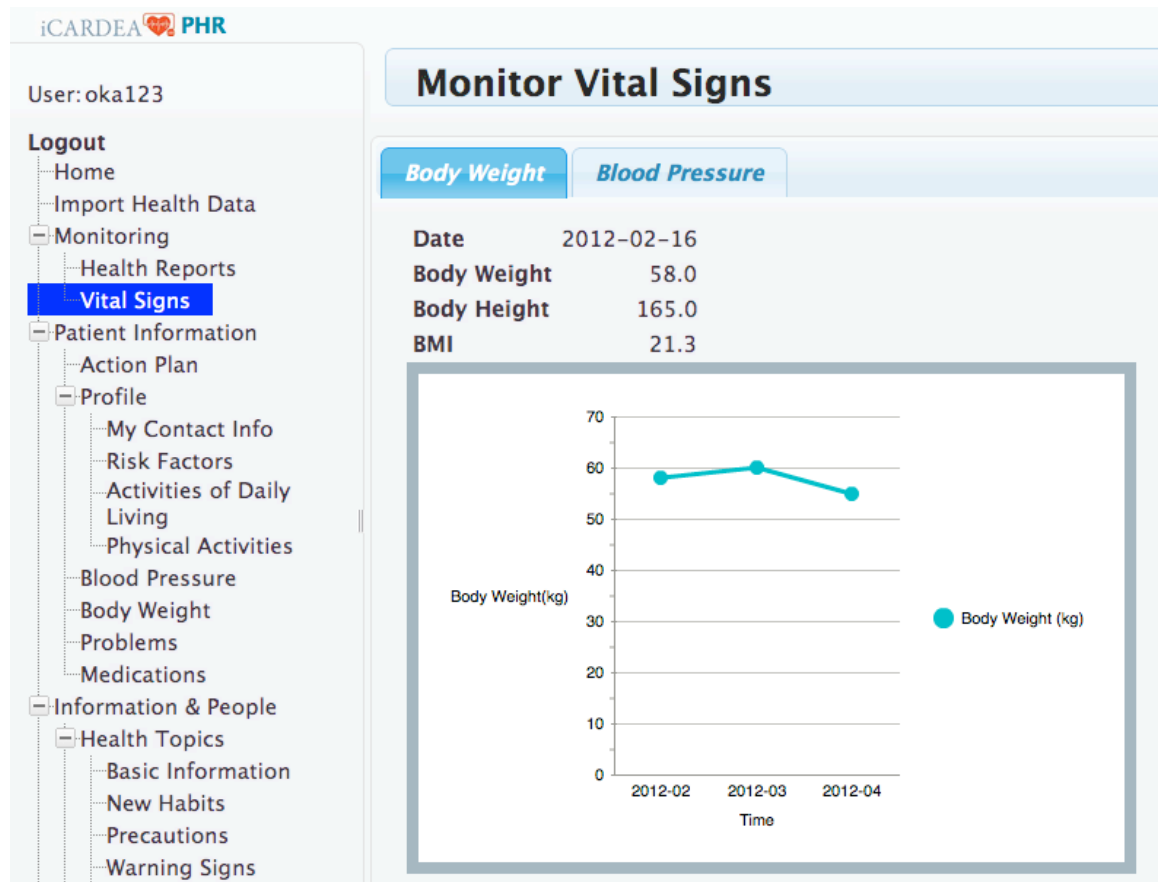 iCARDEA PHR
User: oka123
Logout
Home
Import Health Data
Monitoring
Health Reports
Vital Signs
Patient Information
Action Plan
Profile
My Contact Info
Risk Factors
Activities of Daily
Living
Physical Activities
Blood Pressure
Body Weight
Problems
Medications
Information & People
Health Topics
Basic Information
New Habits
Precautions
Warning Signs
Monitor Vital Signs
Body Weight Blood Pressure
Date 2012-02-16
Body Weight 58.0
Body Height 165.0
BMI 21.3
70
60
50
40
Body Weight(kg)
30
Body Weight (kg)
20
10
0
2012-02 2012-03 2012-04
Time